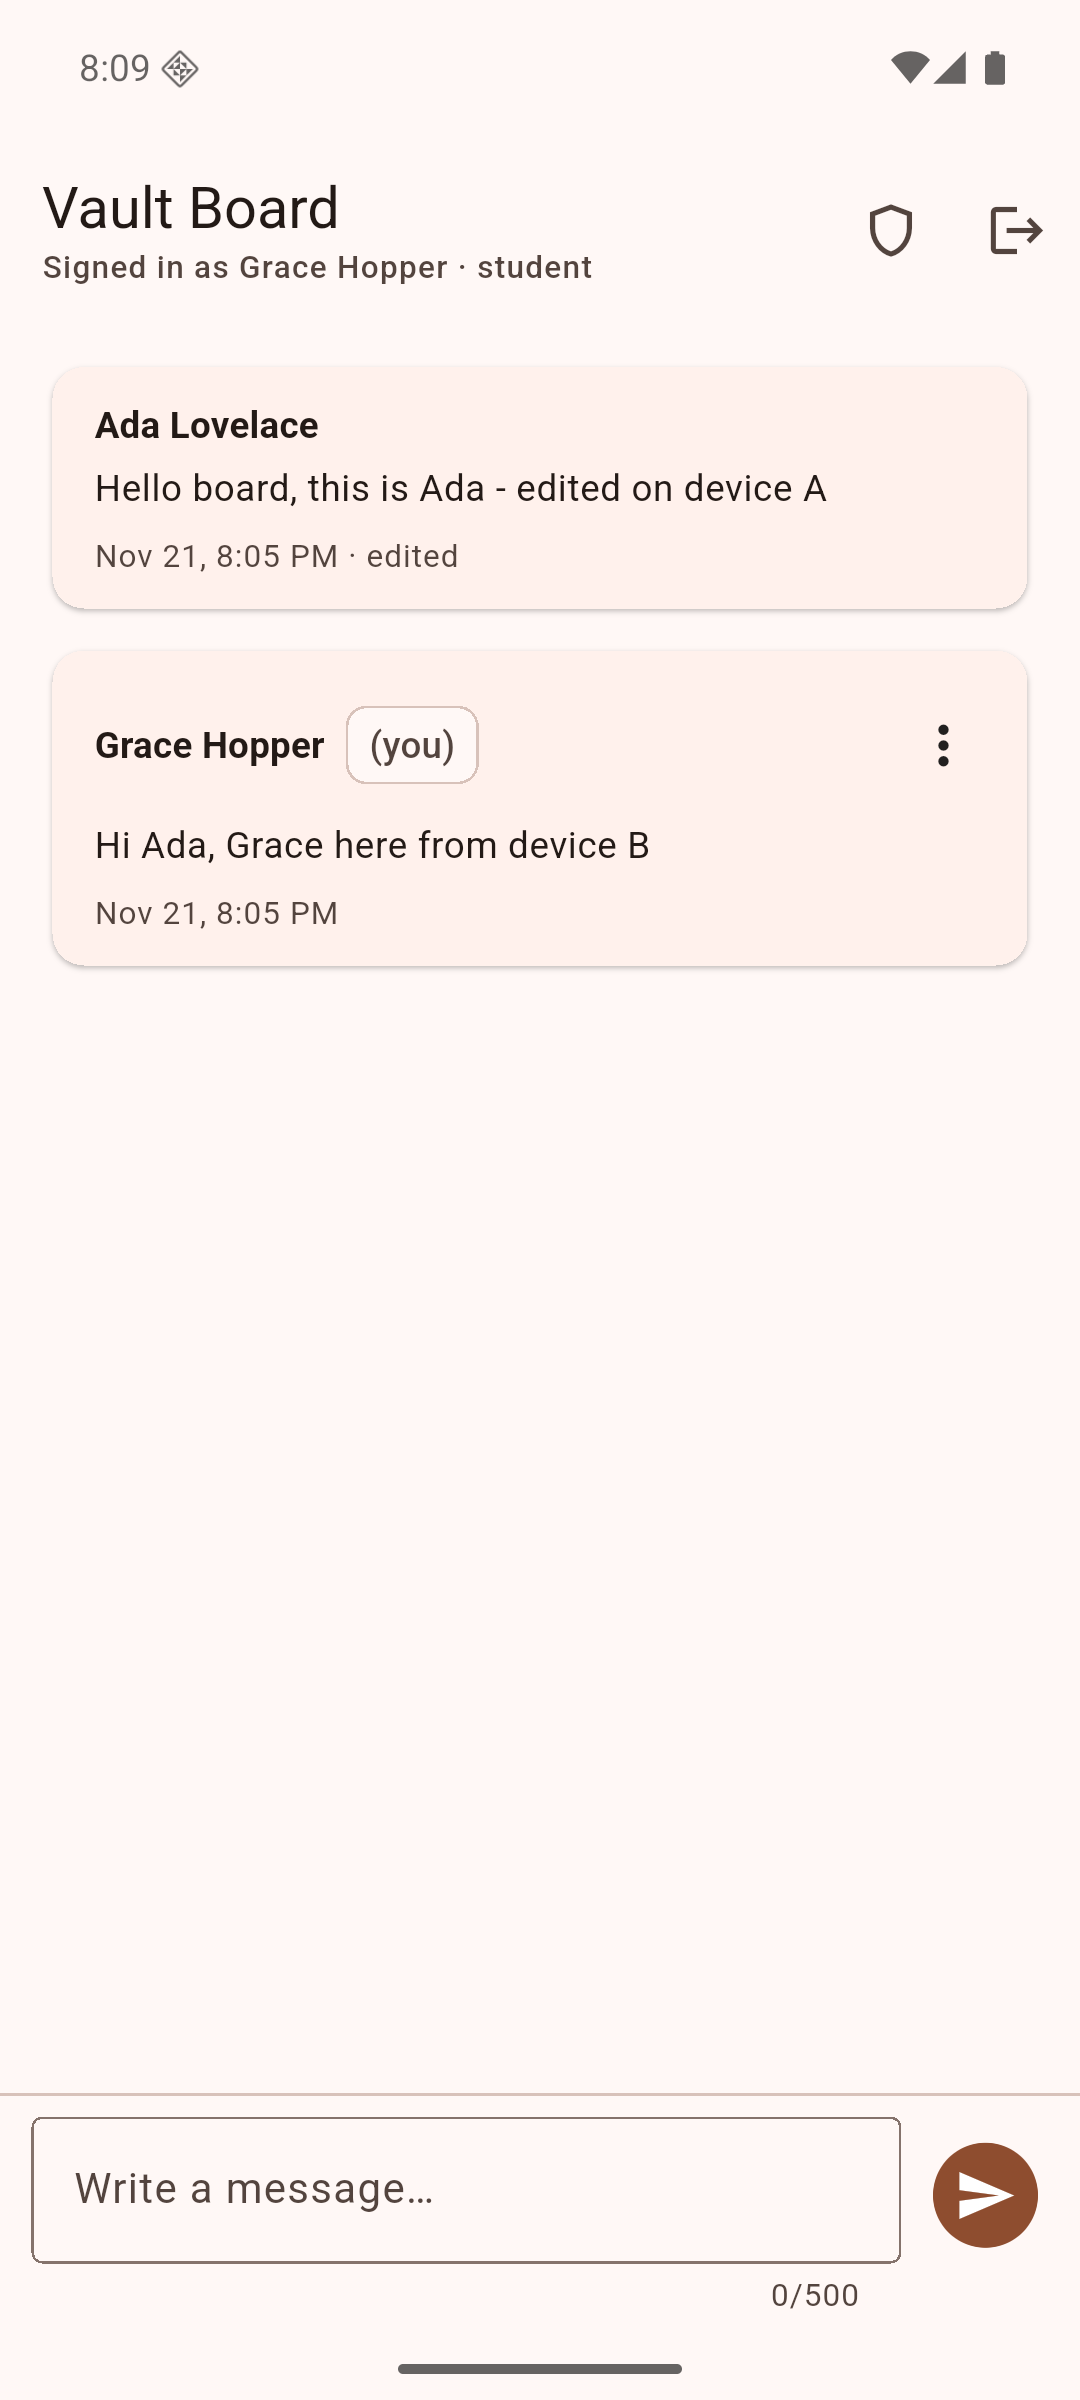 8:09
Vault Board
Signed in as Grace Hopper · student
Ada Lovelace
Hello board, this is Ada - edited on device A
Nov 21, 8:05 PM · edited
Grace Hopper (you)
Hi Ada, Grace here from device B
Nov 21, 8:05 PM
Write a message…
0/500